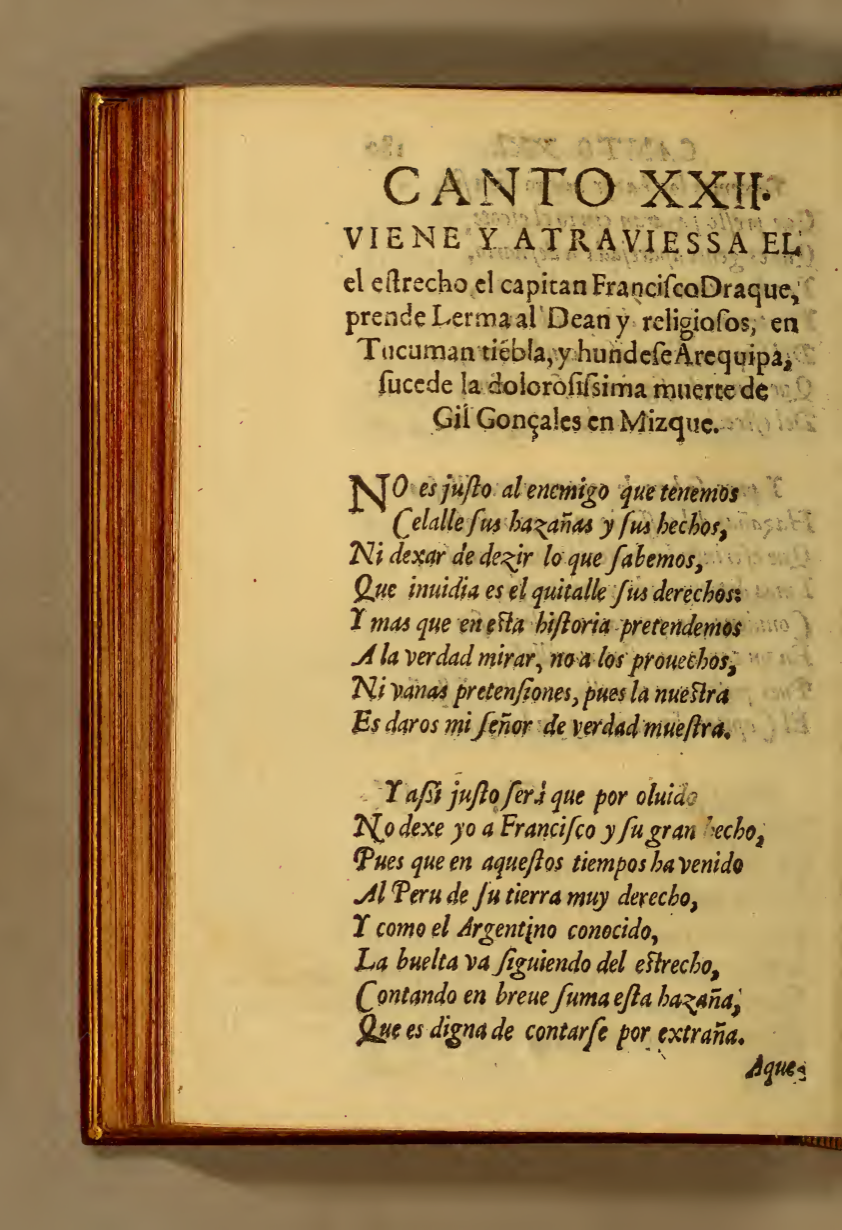 CANTO XXII.
VIENE Y ATRAVIESSA EL
el eſtrecho el capitan FranciſcoDraque,
prende Lerma al Dean y religioſos, en
Tucuman tiébla, y hundeſe Arequipa,
ſucede la doloroſiſsima muerte de
Gil Gonçales en Mizque.
NO es juſto al enemigo que tenemos
Celalle ſus hazañas y ſus hechos,
Ni dexar de dezir lo que ſabemos,
Que inuidia es el quitalle ſus derechos:
Y mas que en eſta hiſtoria pretendemos
A la verdad mirar, no a los prouechos,
Ni vanas pretenſiones, pues la nueſtra
Es daros mi ſeñor de verdad mueſtra.
Y aſsi juſto ſerá que por oluido
No dexe yo a Franciſco y ſu gran hecho,
Pues que en aqueſtos tiempos ha venido
Al Peru de ſu tierra muy derecho,
Y como el Argentino conocido,
La buelta va ſiguiendo del eſtrecho,
Contando en breue ſuma eſta hazaña,
Que es digna de contarſe por extraña.
Aque-